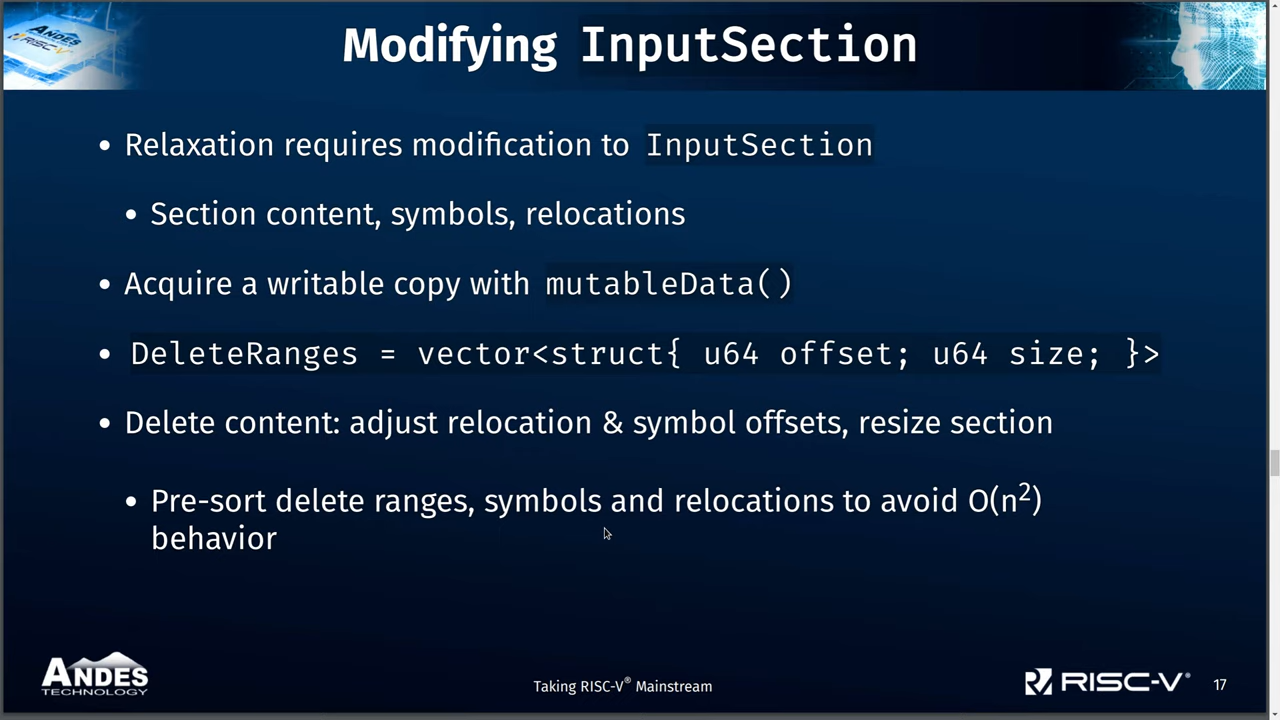 Modifying InputSection
• Relaxation requires modification to InputSection
• Section content, symbols, relocations
• Acquire a writable copy with mutableData()
• DeleteRanges = vector<struct{ u64 offset; u64 size; }>
• Delete content: adjust relocation & symbol offsets, resize section
• Pre-sort delete ranges, symbols and relocations to avoid O(n²)
behavior
ANDES
TECHNOLOGY
Taking RISC-V® Mainstream
RISC-V®
17
ANDES
RISC-V